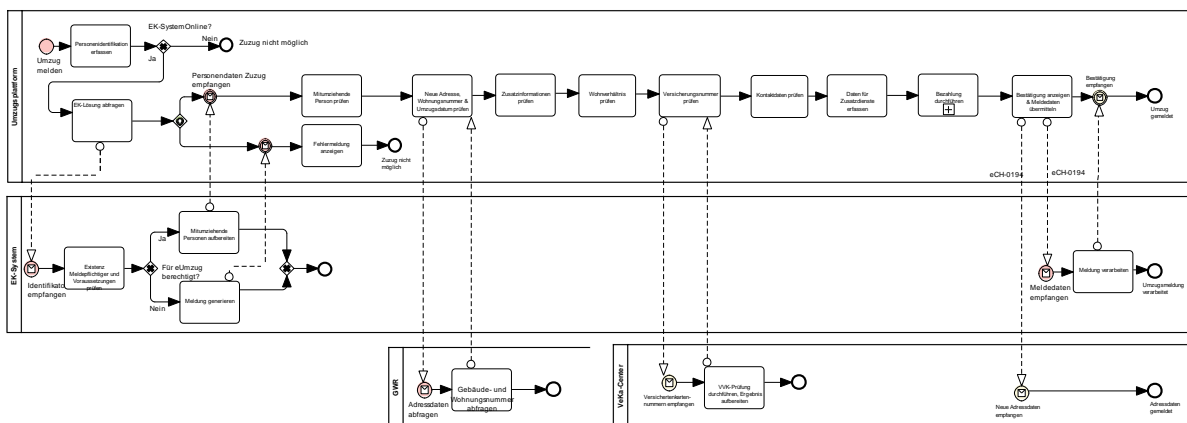 Umzugsplattform
EK-System Online?
Personenidentifikation
erfassen
Nein
Zuzug nicht möglich
Umzug
melden
Ja
Personendaten Zuzug
empfangen
EK-Lösung abfragen
Mitumziehende
Person prüfen
Neue Adresse,
Wohnungsnummer &
Umzugsdatum prüfen
Zusatzinformationen
prüfen
Wohnverhältnis
prüfen
Versicherungsnummer
prüfen
Kontaktdaten prüfen
Daten für
Zusatzdienste
erfassen
Bezahlung
durchführen
Bestätigung anzeigen
& Meldedaten
übermitteln
Bestätigung
empfangen
Umzug
gemeldet
Fehlermeldung
anzeigen
Zuzug nicht
möglich
eCH-0194
eCH-0194
EK-System
Mitumziehende
Personen aufbereiten
Ja
Existenz
Meldepflichtiger und
Voraussetzungen
prüfen
Für eUmzug
berechtigt?
Identifikato
empfangen
Nein
Meldung generieren
Meldung verarbeiten
Meldedaten
empfangen
Umzugsmeldung
verarbeitet
GWR
Adressdaten
abfragen
Gebäude- und
Wohnungsnummer
abfragen
VeKa-Center
Versichertenkarten-
nummern empfangen
VVK-Prüfung
durchführen, Ergebnis
aufbereiten
Neue Adressdaten
empfangen
Adressdaten
gemeldet